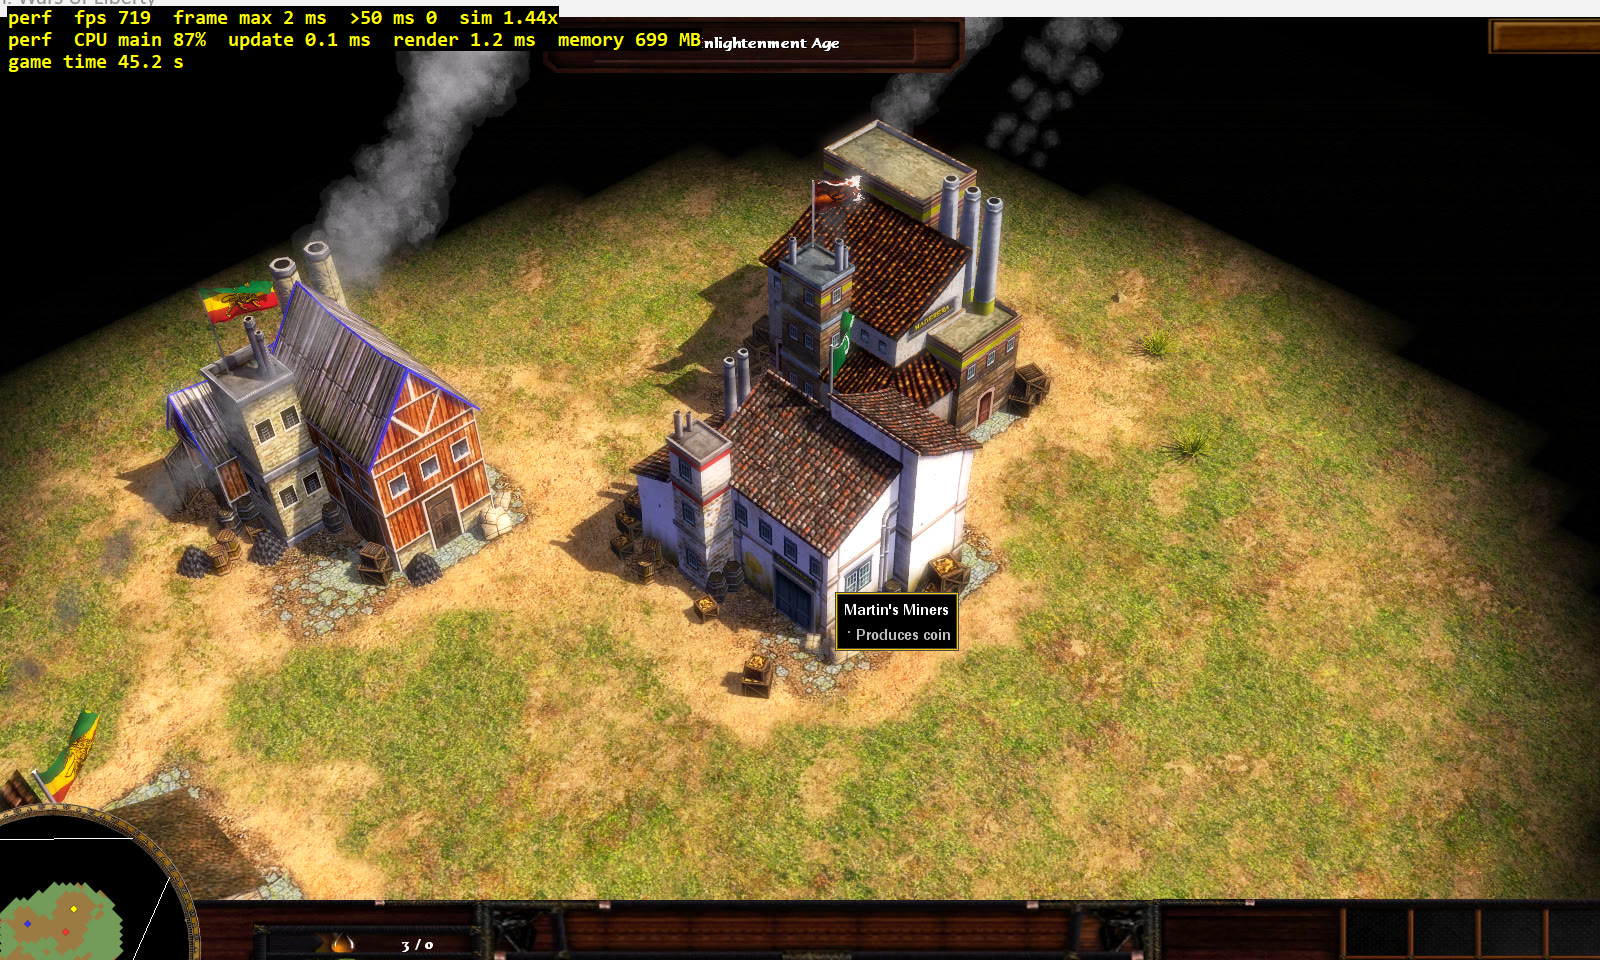 perf  fps 719  frame max 2 ms  >50 ms 0  sim 1.44x
perf  CPU main 87%  update 0.1 ms  render 1.2 ms  memory 699 MB
game time 45.2 s
nlightenment Age
Martin's Miners
· Produces coin
3 / 0